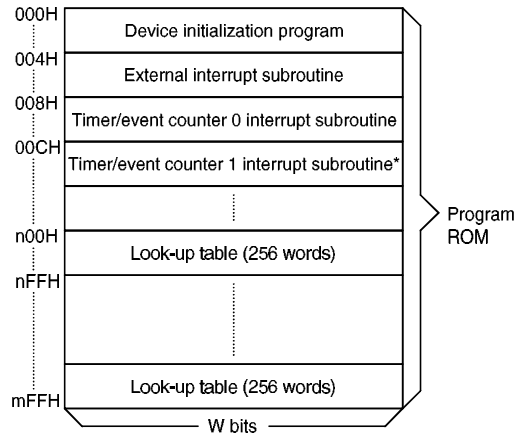 000H
Device initialization program
004H
External interrupt subroutine
008H
Timer/event counter 0 interrupt subroutine
00CH
Timer/event counter 1 interrupt subroutine*
n00H
Look-up table (256 words)
nFFH
Look-up table (256 words)
mFFH
W bits
Program
ROM